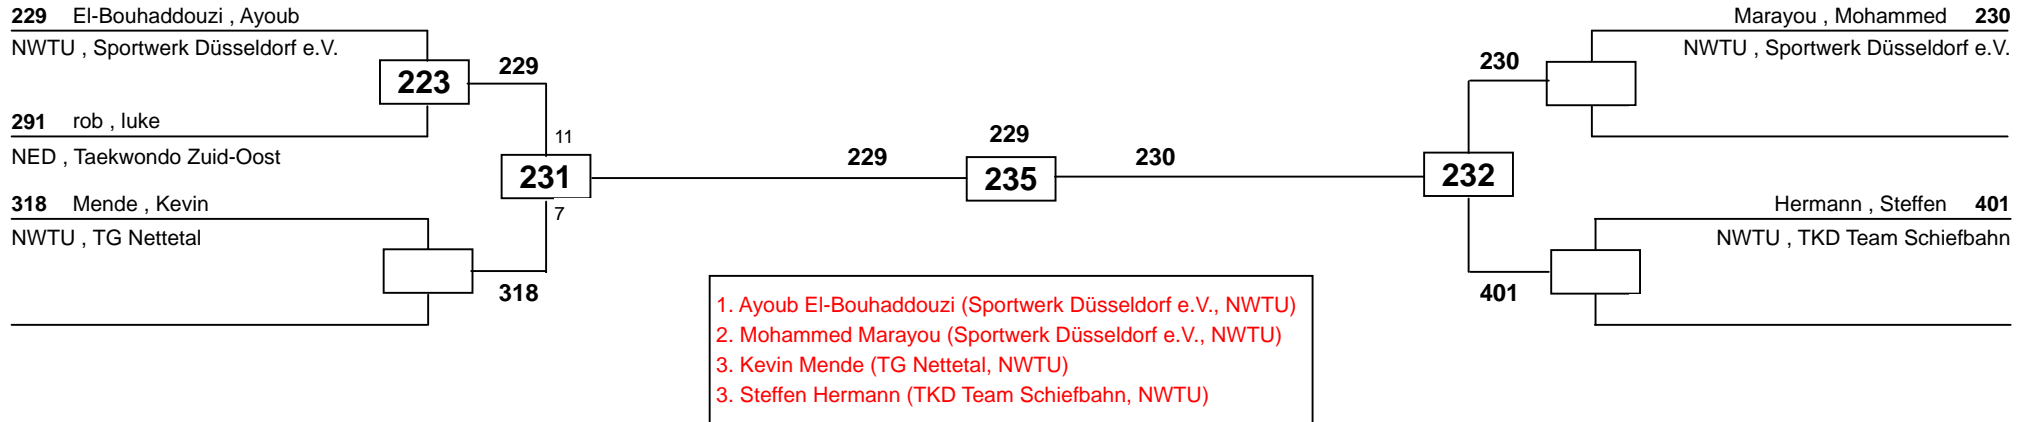 229 El-Bouhaddouzi , Ayoub
NWTU , Sportwerk Düsseldorf e.V.
223
229
291 rob , luke
NED , Taekwondo Zuid-Oost
11
231
7
318 Mende , Kevin
NWTU , TG Nettetal
318
229
229
235
230
Marayou , Mohammed 230
NWTU , Sportwerk Düsseldorf e.V.
230
232
Hermann , Steffen 401
NWTU , TKD Team Schiefbahn
401
1. Ayoub El-Bouhaddouzi (Sportwerk Düsseldorf e.V., NWTU)
2. Mohammed Marayou (Sportwerk Düsseldorf e.V., NWTU)
3. Kevin Mende (TG Nettetal, NWTU)
3. Steffen Hermann (TKD Team Schiefbahn, NWTU)